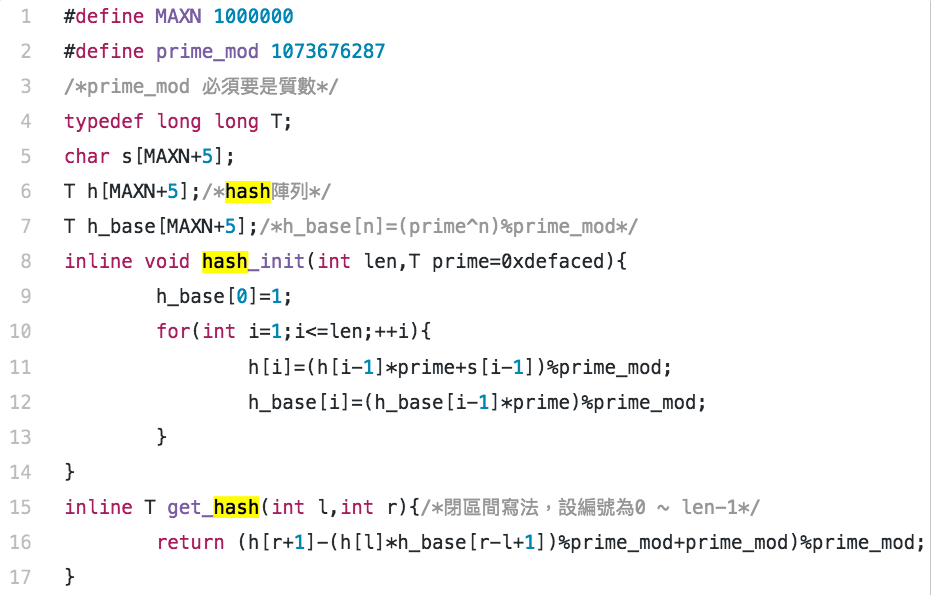 1 #define MAXN 1000000
2 #define prime_mod 1073676287
3 /*prime_mod 必須要是質數*/
4 typedef long long T;
5 char s[MAXN+5];
6 T h[MAXN+5];/*hash陣列*/
7 T h_base[MAXN+5];/*h_base[n]=(prime^n)%prime_mod*/
8 inline void hash_init(int len,T prime=0xdefaced){
9 h_base[0]=1;
10 for(int i=1;i<=len;++i){
11 h[i]=(h[i-1]*prime+s[i-1])%prime_mod;
12 h_base[i]=(h_base[i-1]*prime)%prime_mod;
13 }
14 }
15 inline T get_hash(int l,int r){/*閉區間寫法，設編號為0 ~ len-1*/
16 return (h[r+1]-(h[l]*h_base[r-l+1])%prime_mod+prime_mod)%prime_mod;
17 }